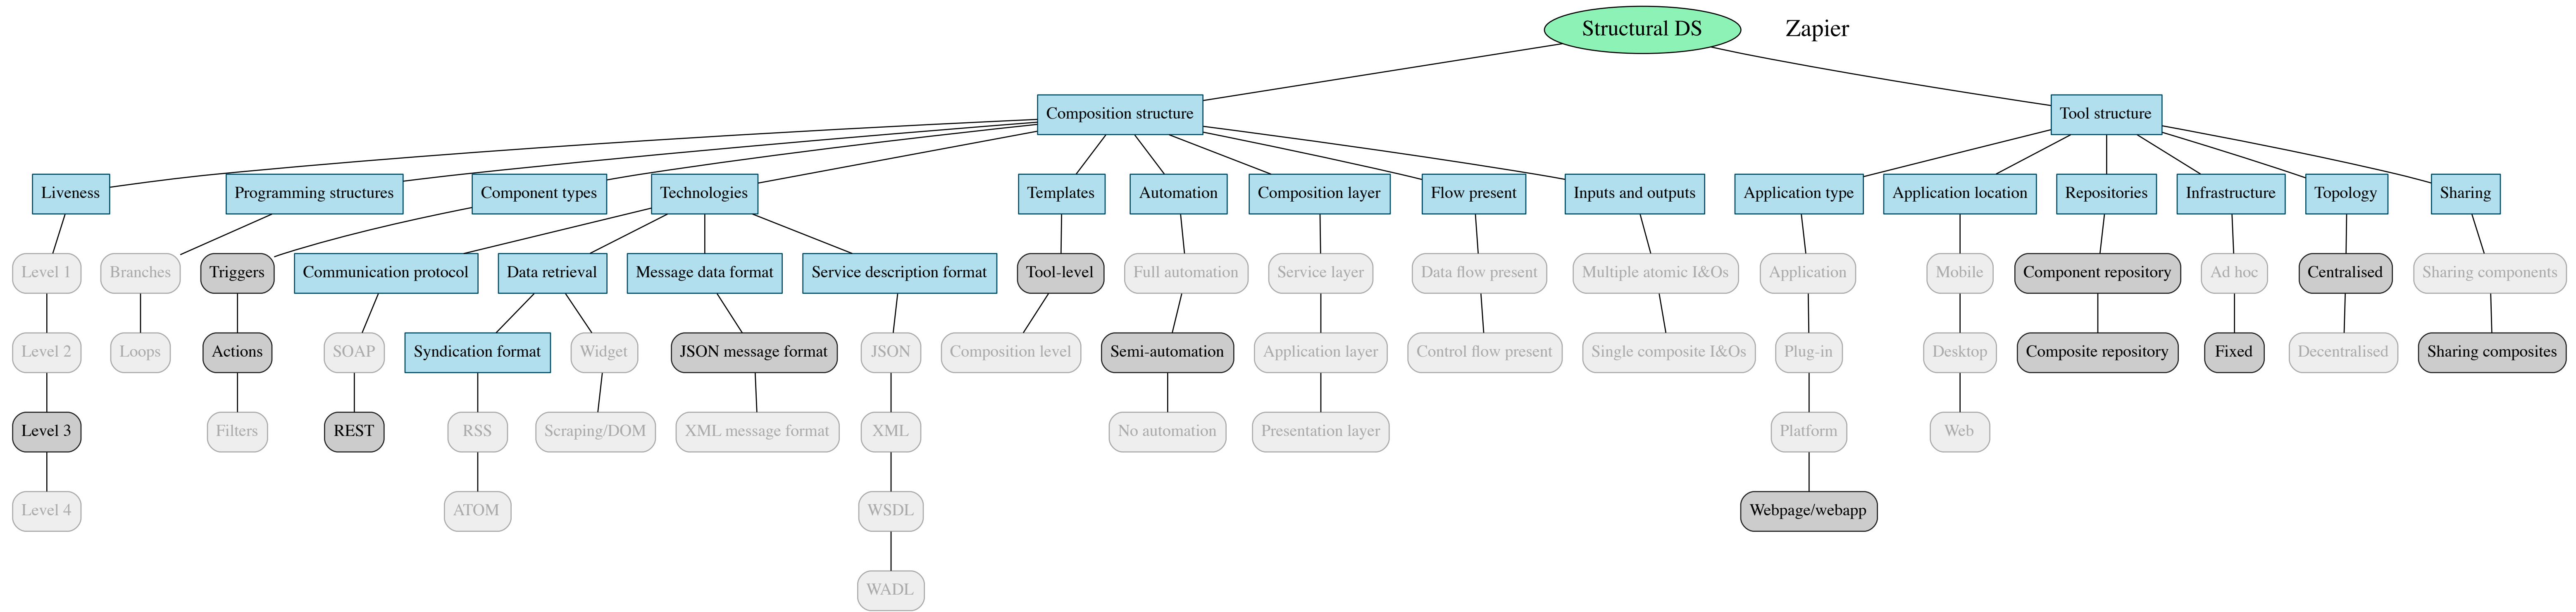 Structural DS
Zapier
Composition structure
Tool structure
Liveness
Programming structures
Component types
Technologies
Templates
Automation
Composition layer
Flow present
Inputs and outputs
Application type
Application location
Repositories
Infrastructure
Topology
Sharing
Level 1
Branches
Triggers
Communication protocol
Data retrieval
Message data format
Service description format
Tool-level
Full automation
Service layer
Data flow present
Multiple atomic I&Os
Application
Mobile
Component repository
Ad hoc
Centralised
Sharing components
Level 2
Loops
Actions
SOAP
Syndication format
Widget
JSON message format
JSON
Composition level
Semi-automation
Application layer
Control flow present
Single composite I&Os
Plug-in
Desktop
Composite repository
Fixed
Decentralised
Sharing composites
Level 3
Filters
REST
RSS
Scraping/DOM
XML message format
XML
No automation
Presentation layer
Platform
Web
Level 4
ATOM
WSDL
Webpage/webapp
WADL